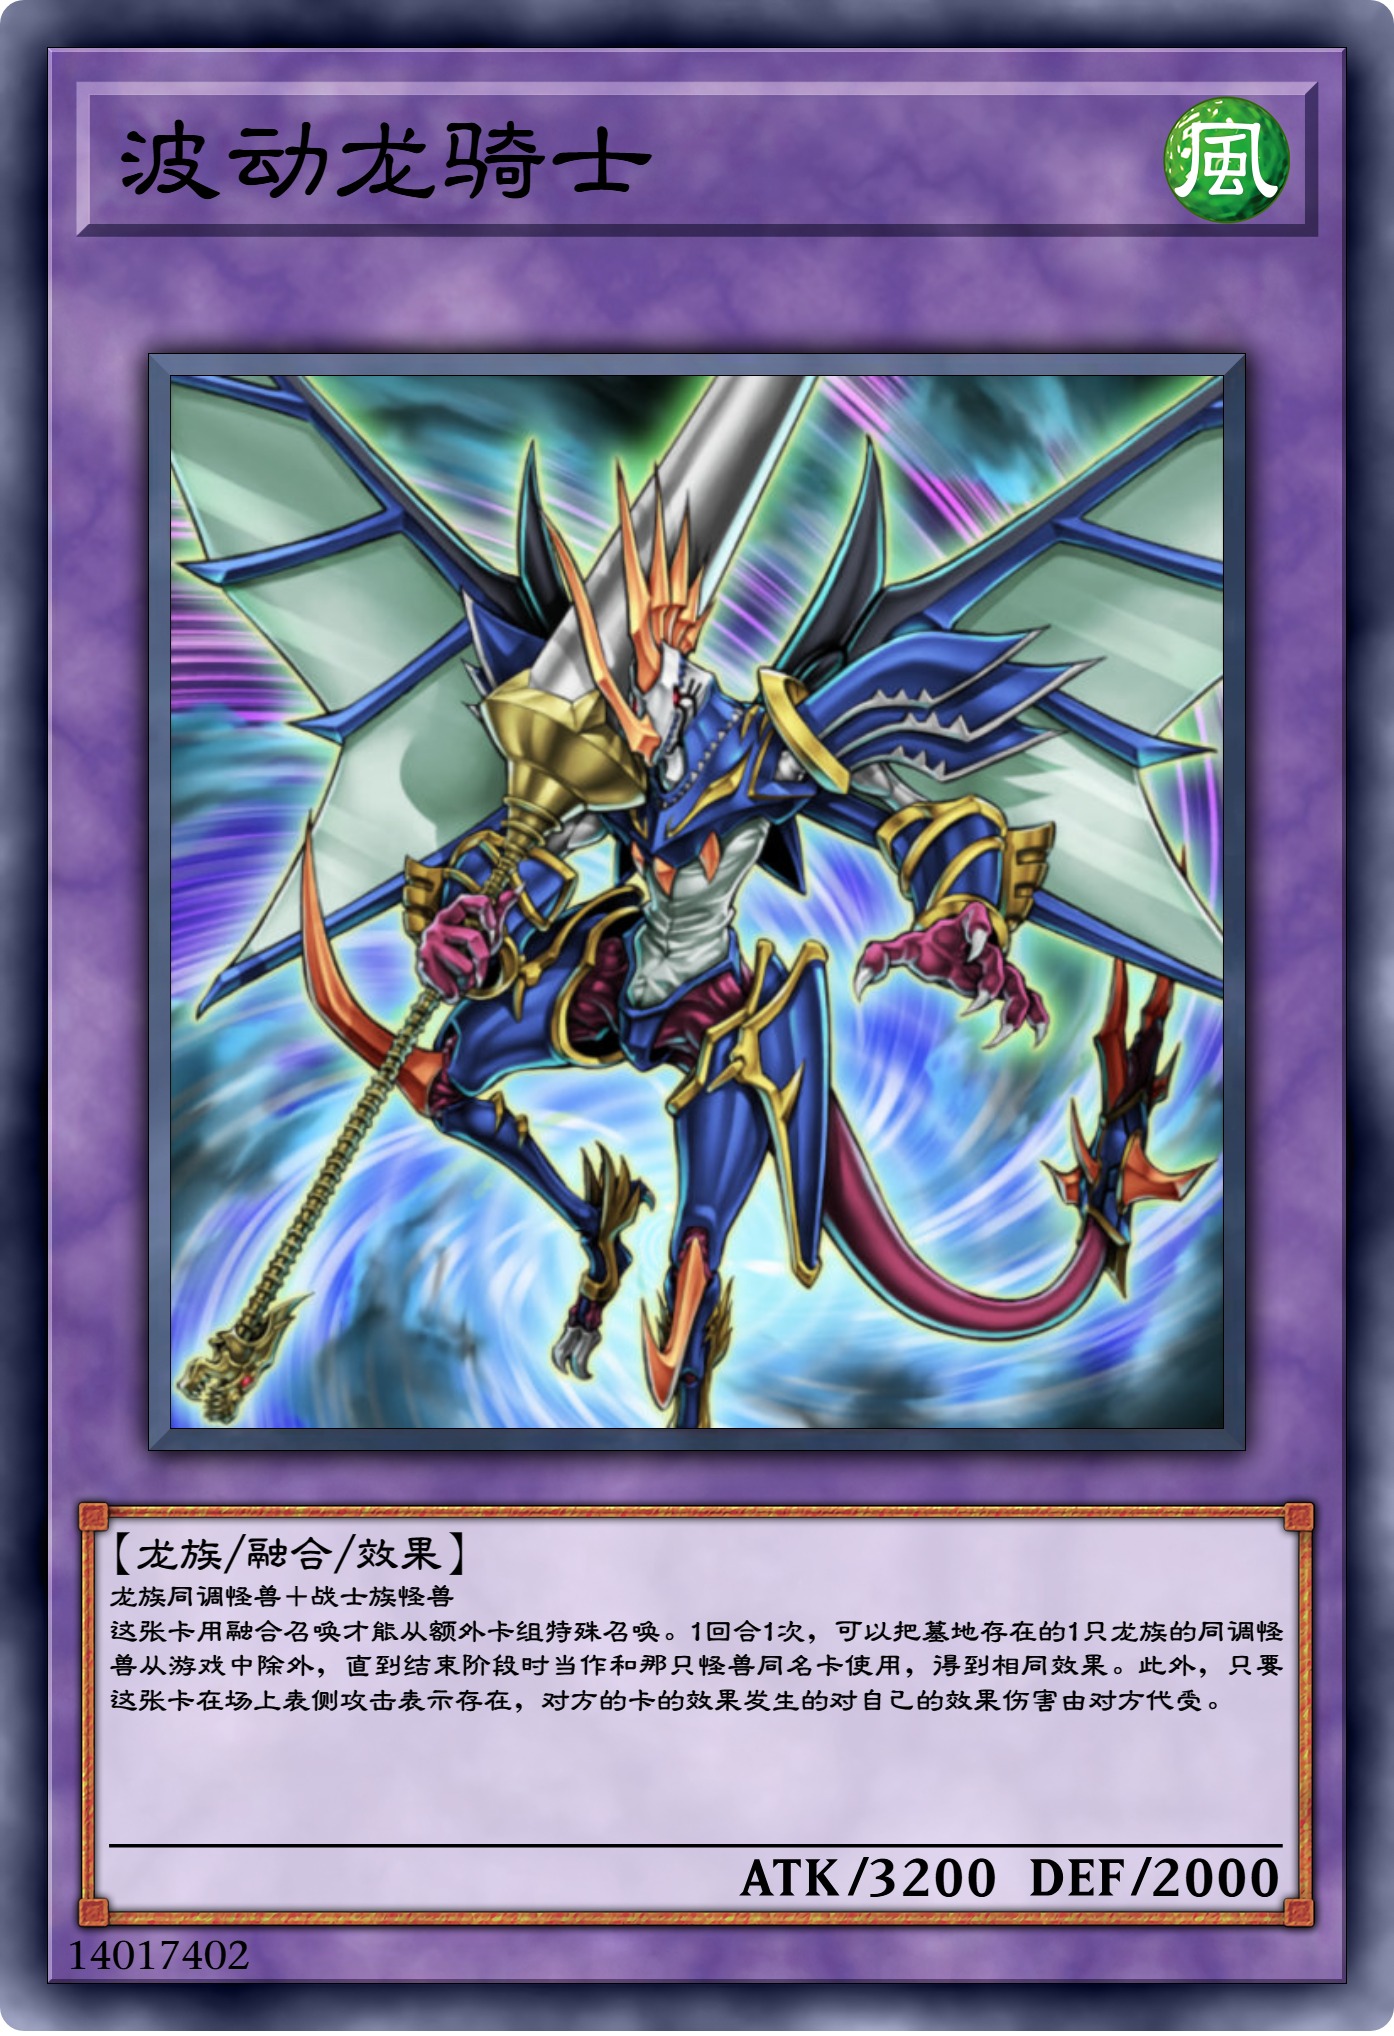 波动龙骑士
風
【龙族/融合/效果】
龙族同调怪兽＋战士族怪兽
这张卡用融合召唤才能从额外卡组特殊召唤。1回合1次，可以把墓地存在的1只龙族的同调怪
兽从游戏中除外，直到结束阶段时当作和那只怪兽同名卡使用，得到相同效果。此外，只要
这张卡在场上表侧攻击表示存在，对方的卡的效果发生的对自己的效果伤害由对方代受。
ATK/3200 DEF/2000
14017402